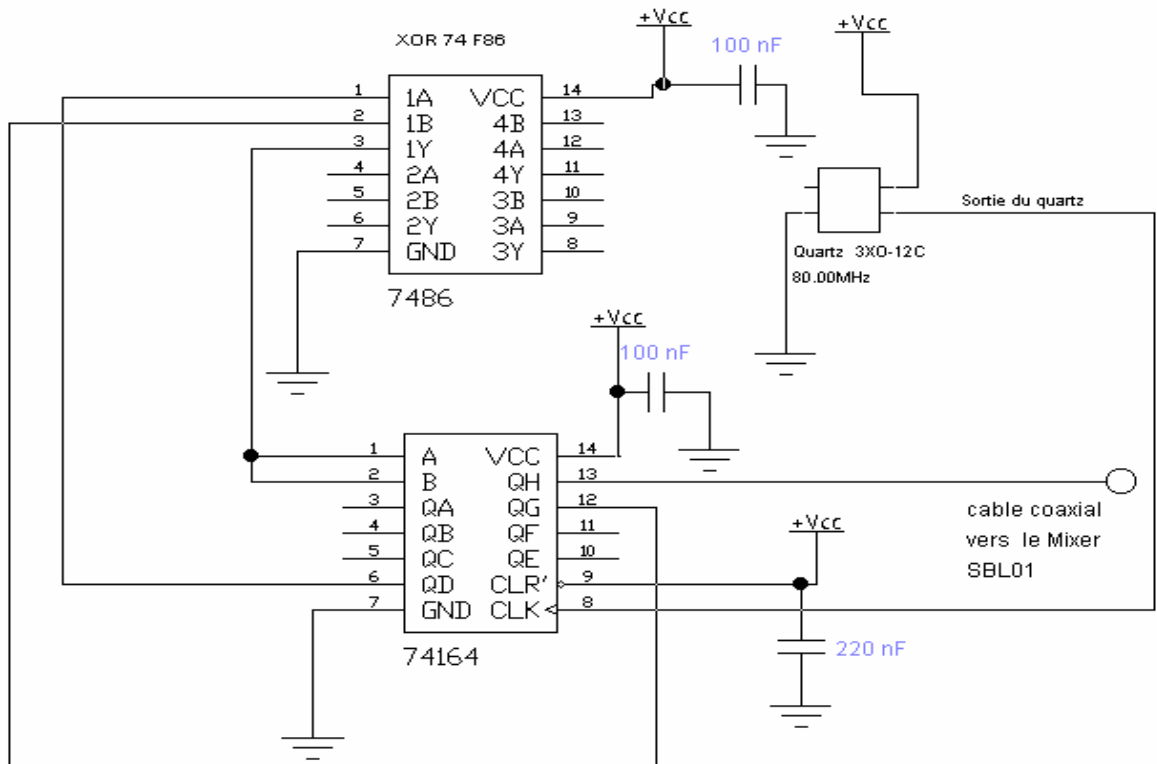 +Vcc
+Vcc
XOR 74 F86
100 nF
1 1A VCC 14
2 1B 4B 13
3 1Y 4A 12
4 2A 4Y 11
5 2B 3B 10
6 2Y 3A 9
7 GND 3Y 8
7486
Sortie du quartz
Quartz 3XO-12C
80.00MHz
+Vcc
100 nF
1 A VCC 14
2 B QH 13
3 QA QG 12
4 QB QF 11
5 QC QE 10
6 QD CLR' 9
7 GND CLK 8
74164
+Vcc
220 nF
cable coaxial
vers le Mixer
SBL01